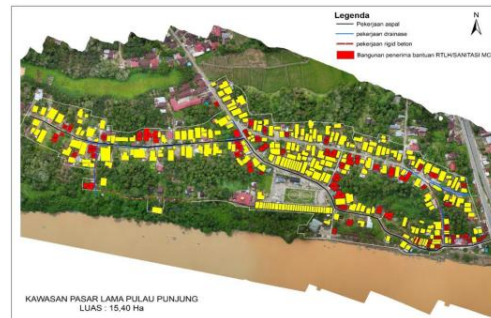 Legenda
N
Pekerjaan aspal
pekerjaan drainase
pekerjaan rigid beton
Bangunan penerima bantuan RTLH/SANITASI MC
KAWASAN PASAR LAMA PULAU PUNJUNG
LUAS : 15,40 Ha